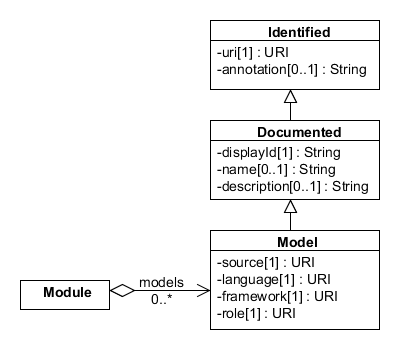 Identified
-uri[1] : URI
-annotation[0..1] : String
Documented
-displayId[1] : String
-name[0..1] : String
-description[0..1] : String
Model
-source[1] : URI
-language[1] : URI
-framework[1] : URI
-role[1] : URI
Module
models
0..*